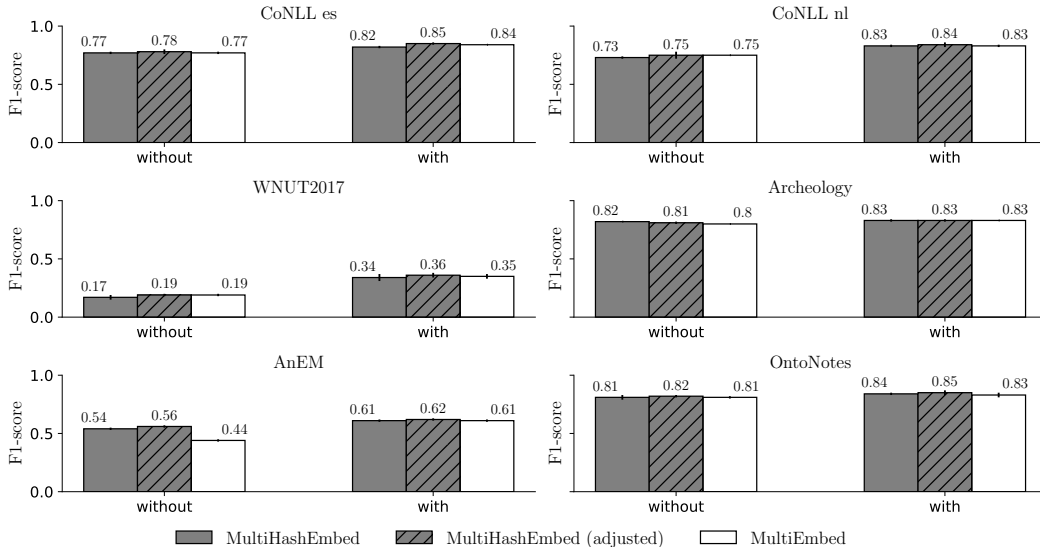 CoNLL es
CoNLL nl
1.0
0.5
0.0
F1-score
0.77 0.78 0.77
0.82 0.85 0.84
without with
F1-score
0.73 0.75 0.75
0.83 0.84 0.83
without with
WNUT2017
Archeology
1.0
0.5
0.0
F1-score
0.17 0.19 0.19
0.34 0.36 0.35
without with
F1-score
0.82 0.81 0.8
0.83 0.83 0.83
without with
AnEM
OntoNotes
1.0
0.5
0.0
F1-score
0.54 0.56 0.44
0.61 0.62 0.61
without with
F1-score
0.81 0.82 0.81
0.84 0.85 0.83
without with
MultiHashEmbed MultiHashEmbed (adjusted) MultiEmbed